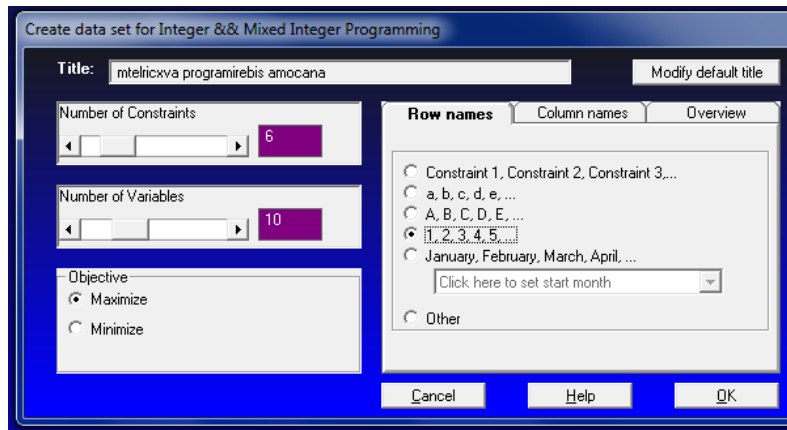 Create data set for Integer && Mixed Integer Programming
Title: mtelricxva programirebis amocana
Modify default title
Number of Constraints
6
Number of Variables
10
Objective
Maximize
Minimize
Row names Column names Overview
Constraint 1, Constraint 2, Constraint 3,...
a, b, c, d, e, ...
A, B, C, D, E, ...
1, 2, 3, 4, 5, ...
January, February, March, April, ...
Click here to set start month
Other
Cancel Help OK